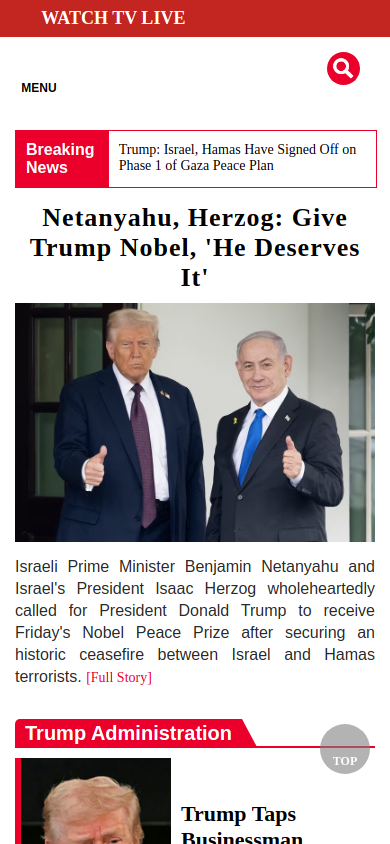 WATCH TV LIVE
MENU
Breaking
News
Trump: Israel, Hamas Have Signed Off on
Phase 1 of Gaza Peace Plan
Netanyahu, Herzog: Give
Trump Nobel, 'He Deserves
It'
Israeli Prime Minister Benjamin Netanyahu and
Israel's President Isaac Herzog wholeheartedly
called for President Donald Trump to receive
Friday's Nobel Peace Prize after securing an
historic ceasefire between Israel and Hamas
terrorists. [Full Story]
Trump Administration
TOP
Trump Taps
Businessman